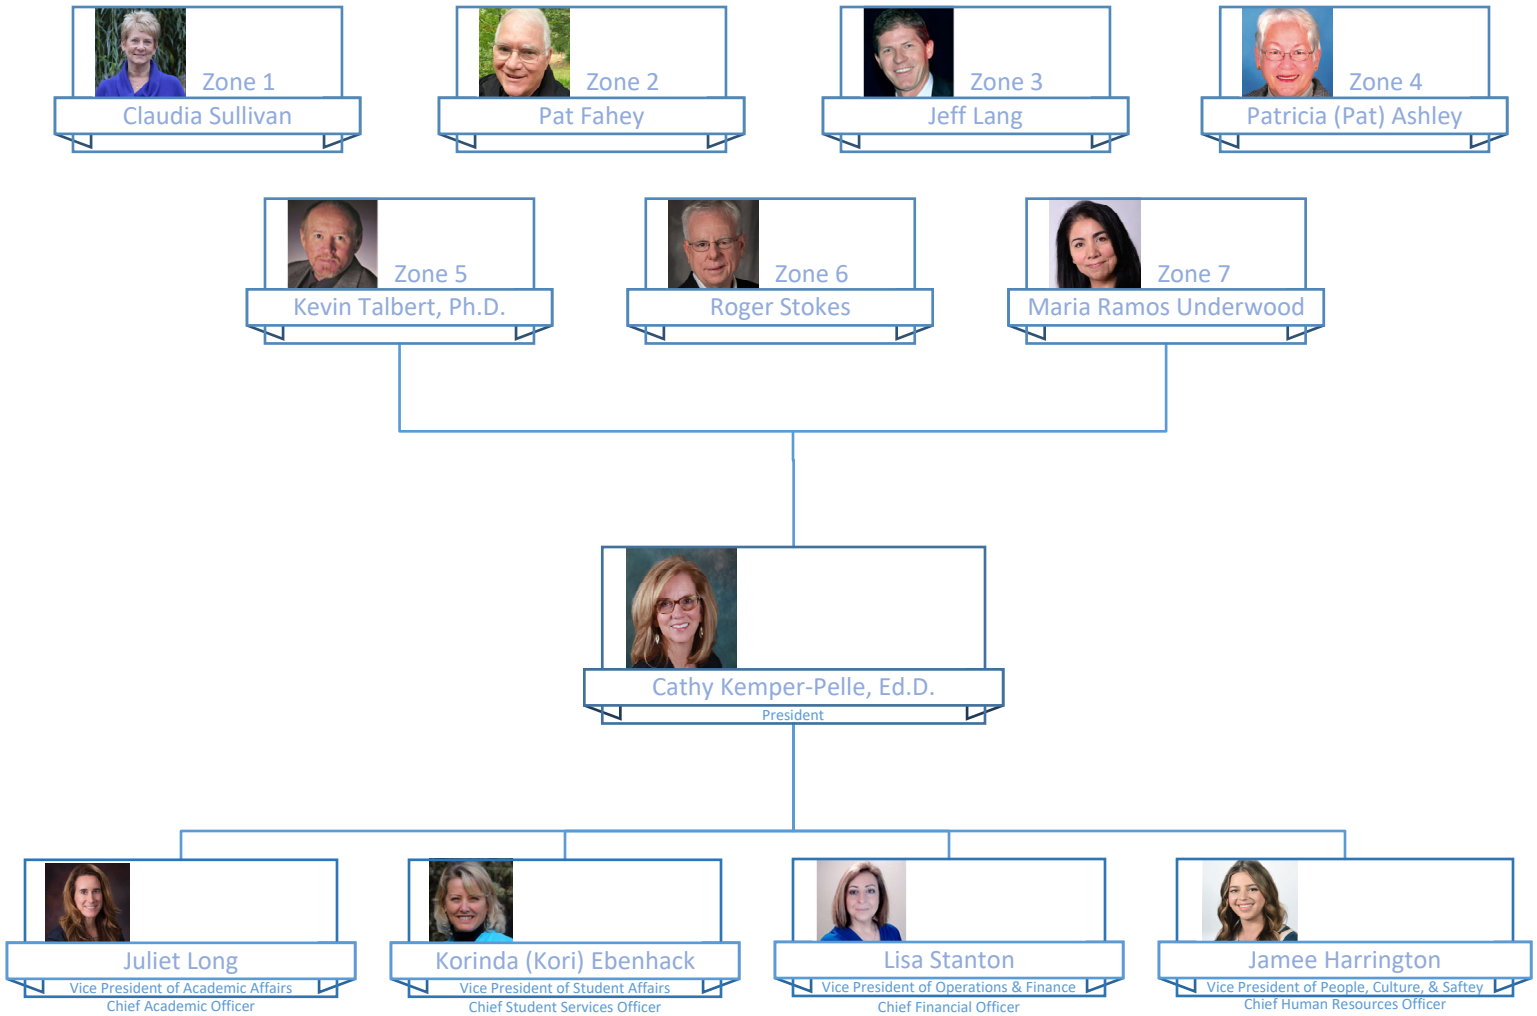 Zone 1
Zone 2
Zone 3
Zone 4
Claudia Sullivan
Pat Fahey
Jeff Lang
Patricia (Pat) Ashley
Zone 5
Zone 6
Zone 7
Kevin Talbert, Ph.D.
Roger Stokes
Maria Ramos Underwood
Cathy Kemper-Pelle, Ed.D.
President
Juliet Long
Vice President of Academic Affairs
Chief Academic Officer
Korinda (Kori) Ebenhack
Vice President of Student Affairs
Chief Student Services Officer
Lisa Stanton
Vice President of Operations & Finance
Chief Financial Officer
Jamee Harrington
Vice President of People, Culture, & Saftey
Chief Human Resources Officer